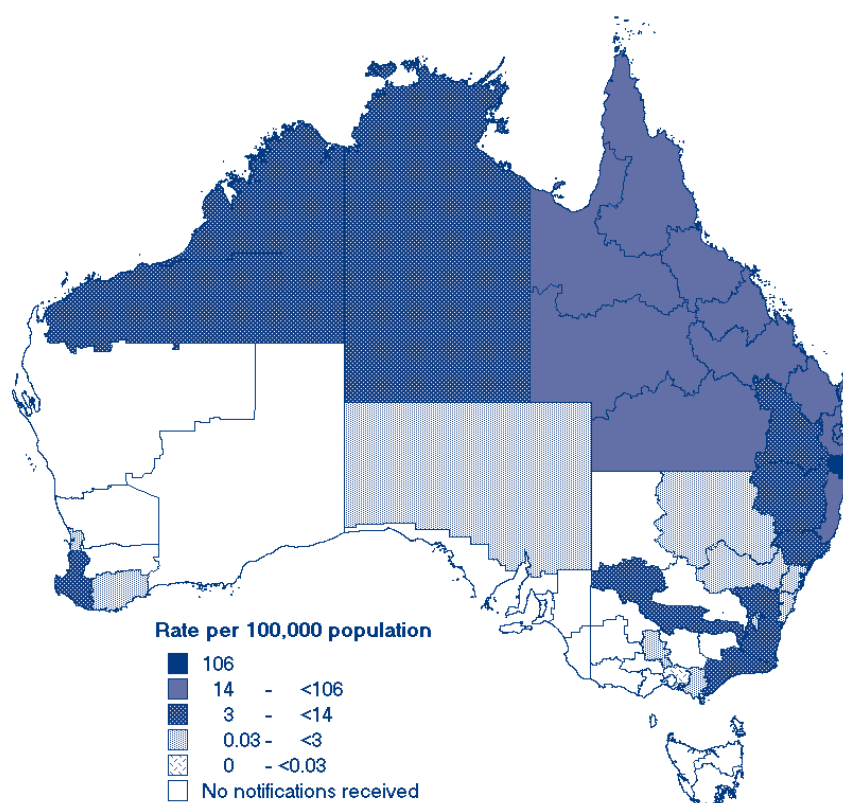 Rate per 100,000 population
106
14 - <106
3 - <14
0.03 - <3
0 - <0.03
No notifications received